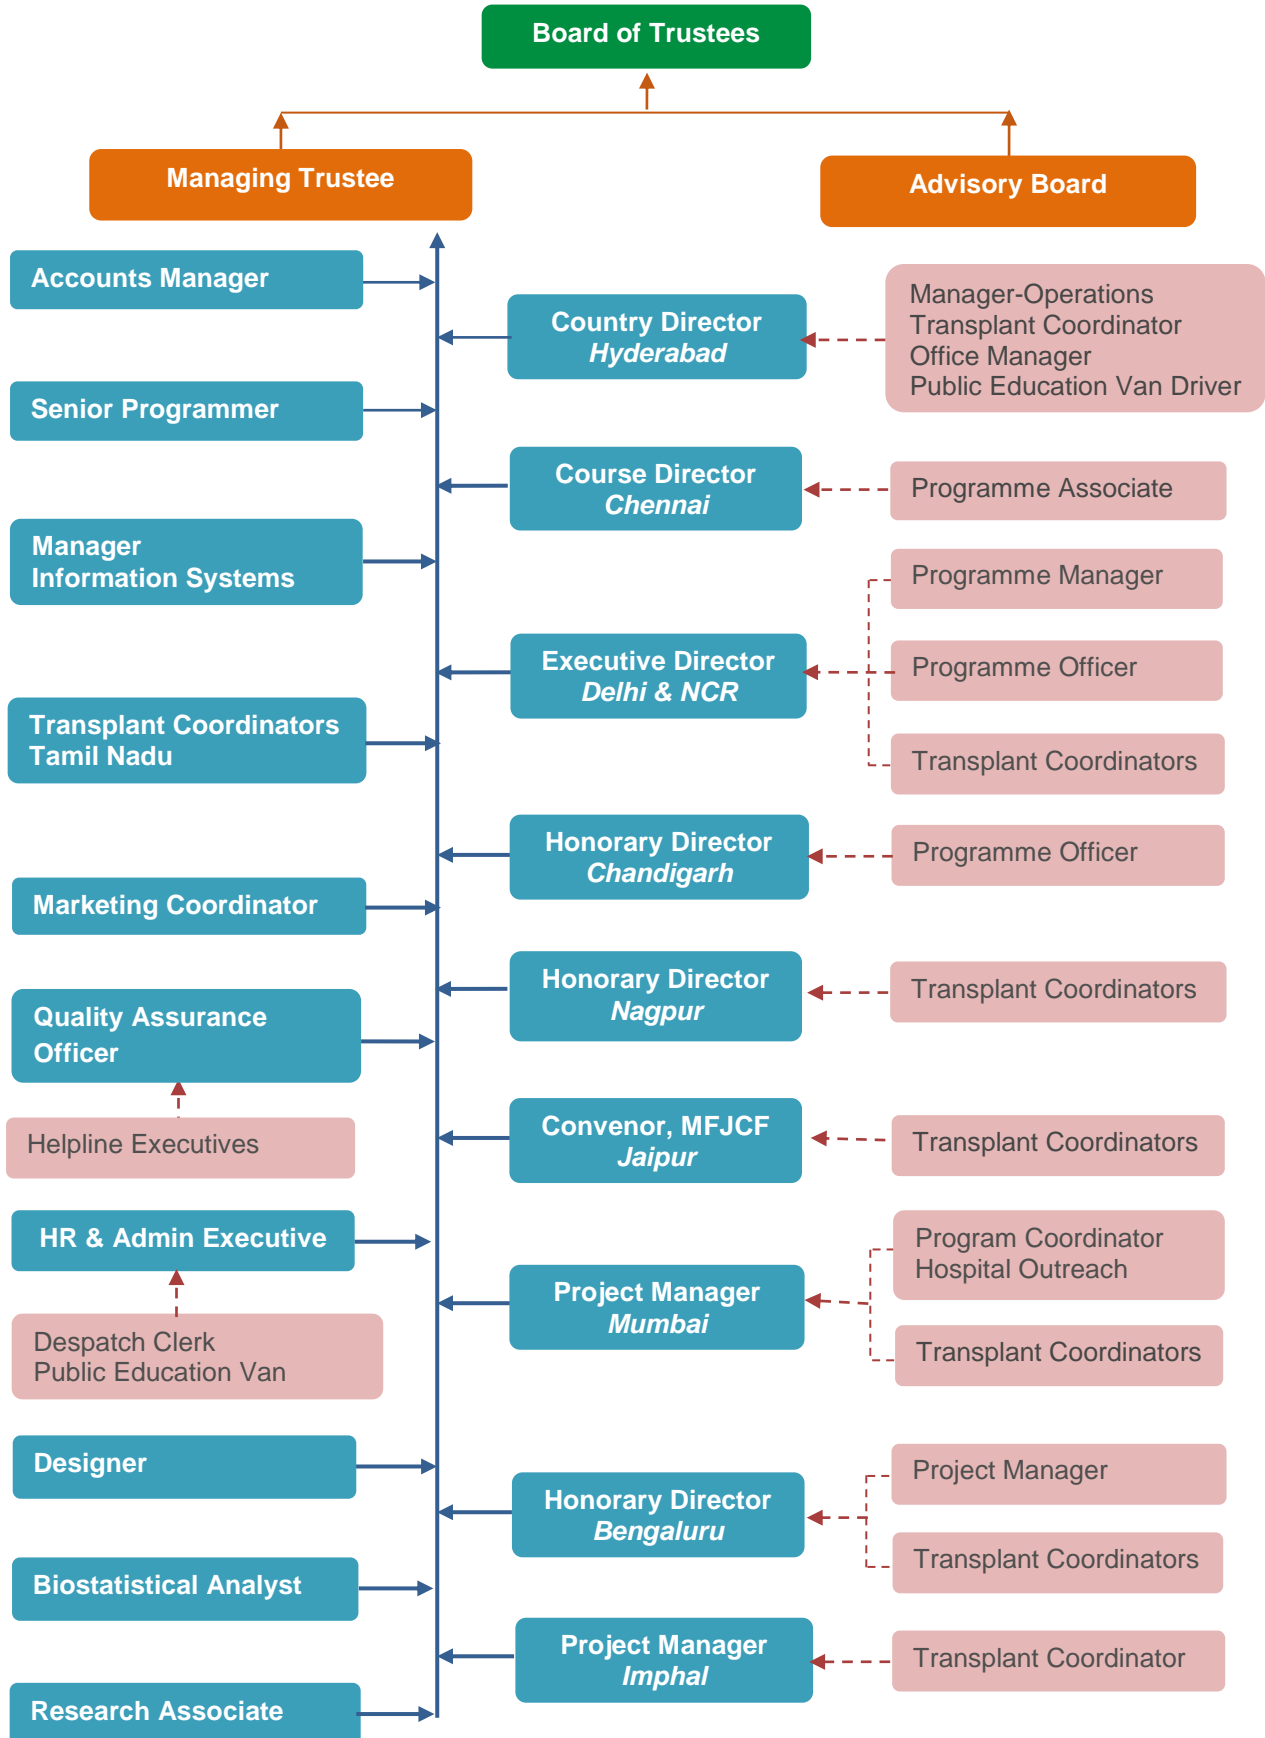 Board of Trustees
Managing Trustee
Advisory Board
Accounts Manager
Senior Programmer
Manager
Information Systems
Transplant Coordinators
Tamil Nadu
Marketing Coordinator
Quality Assurance
Officer
Helpline Executives
HR & Admin Executive
Despatch Clerk
Public Education Van
Designer
Biostatistical Analyst
Research Associate
Country Director
Hyderabad
Manager-Operations
Transplant Coordinator
Office Manager
Public Education Van Driver
Course Director
Chennai
Programme Associate
Executive Director
Delhi & NCR
Programme Manager
Programme Officer
Transplant Coordinators
Honorary Director
Chandigarh
Programme Officer
Honorary Director
Nagpur
Transplant Coordinators
Convenor, MFJCF
Jaipur
Transplant Coordinators
Project Manager
Mumbai
Program Coordinator
Hospital Outreach
Transplant Coordinators
Honorary Director
Bengaluru
Project Manager
Transplant Coordinators
Project Manager
Imphal
Transplant Coordinator